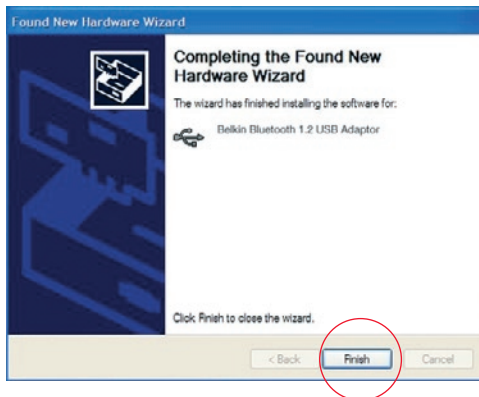 Found New Hardware Wizard
Completing the Found New
Hardware Wizard
The wizard has finished installing the software for:
Belkin Bluetooth 1.2 USB Adaptor
Click Finish to close the wizard.
< Back Finish Cancel